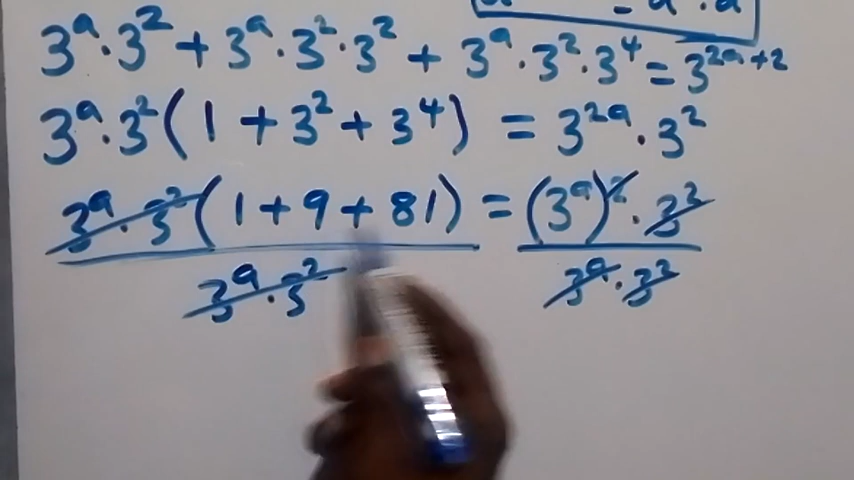 = a · a
3^a · 3^2 + 3^a · 3^2 · 3^2 + 3^a · 3^2 · 3^4 = 3^{2a+2}
3^a · 3^2 (1 + 3^2 + 3^4) = 3^{2a} · 3^2
3^a · 3^2 (1 + 9 + 81) = (3^a)^2 · 3^2
3^a · 3^2 3^a · 3^2